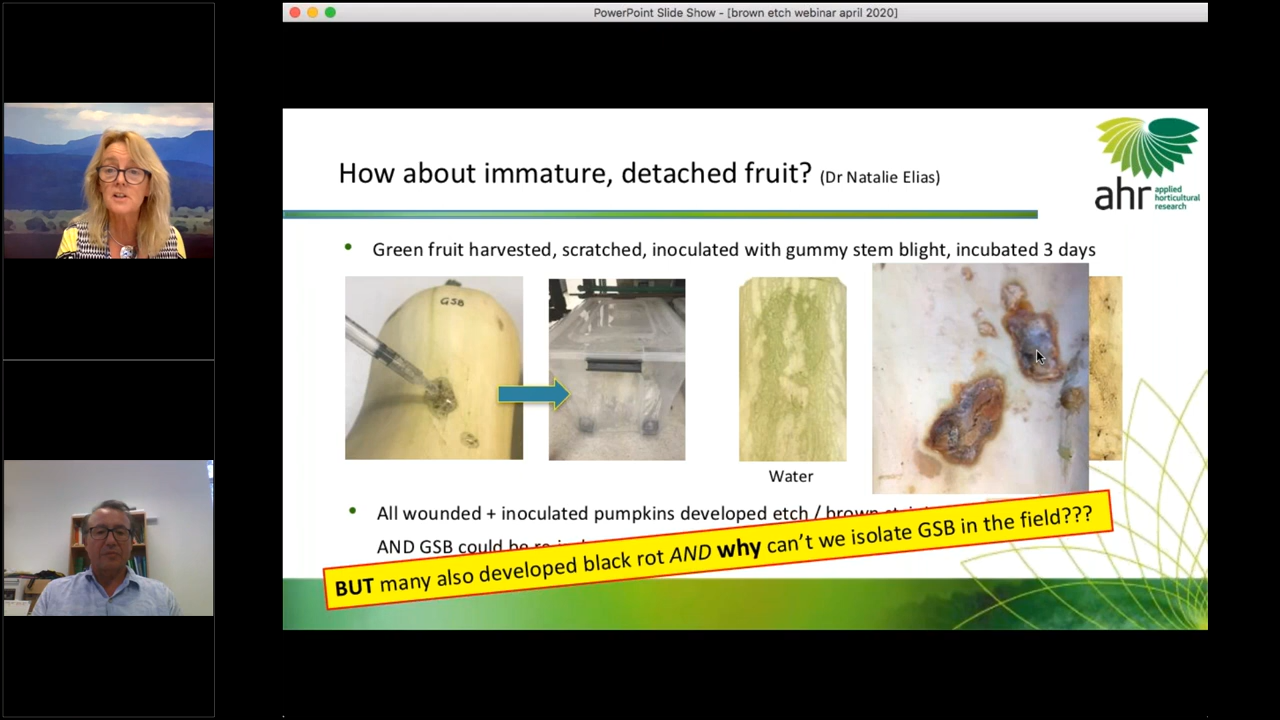 PowerPoint Slide Show - [brown etch webinar april 2020]
How about immature, detached fruit? (Dr Natalie Elias)
ahr applied
horticultural
research
• Green fruit harvested, scratched, inoculated with gummy stem blight, incubated 3 days
GSB
Water
• All wounded + inoculated pumpkins developed etch / brown
AND GSB could be
BUT many also developed black rot AND why can't we isolate GSB in the field???